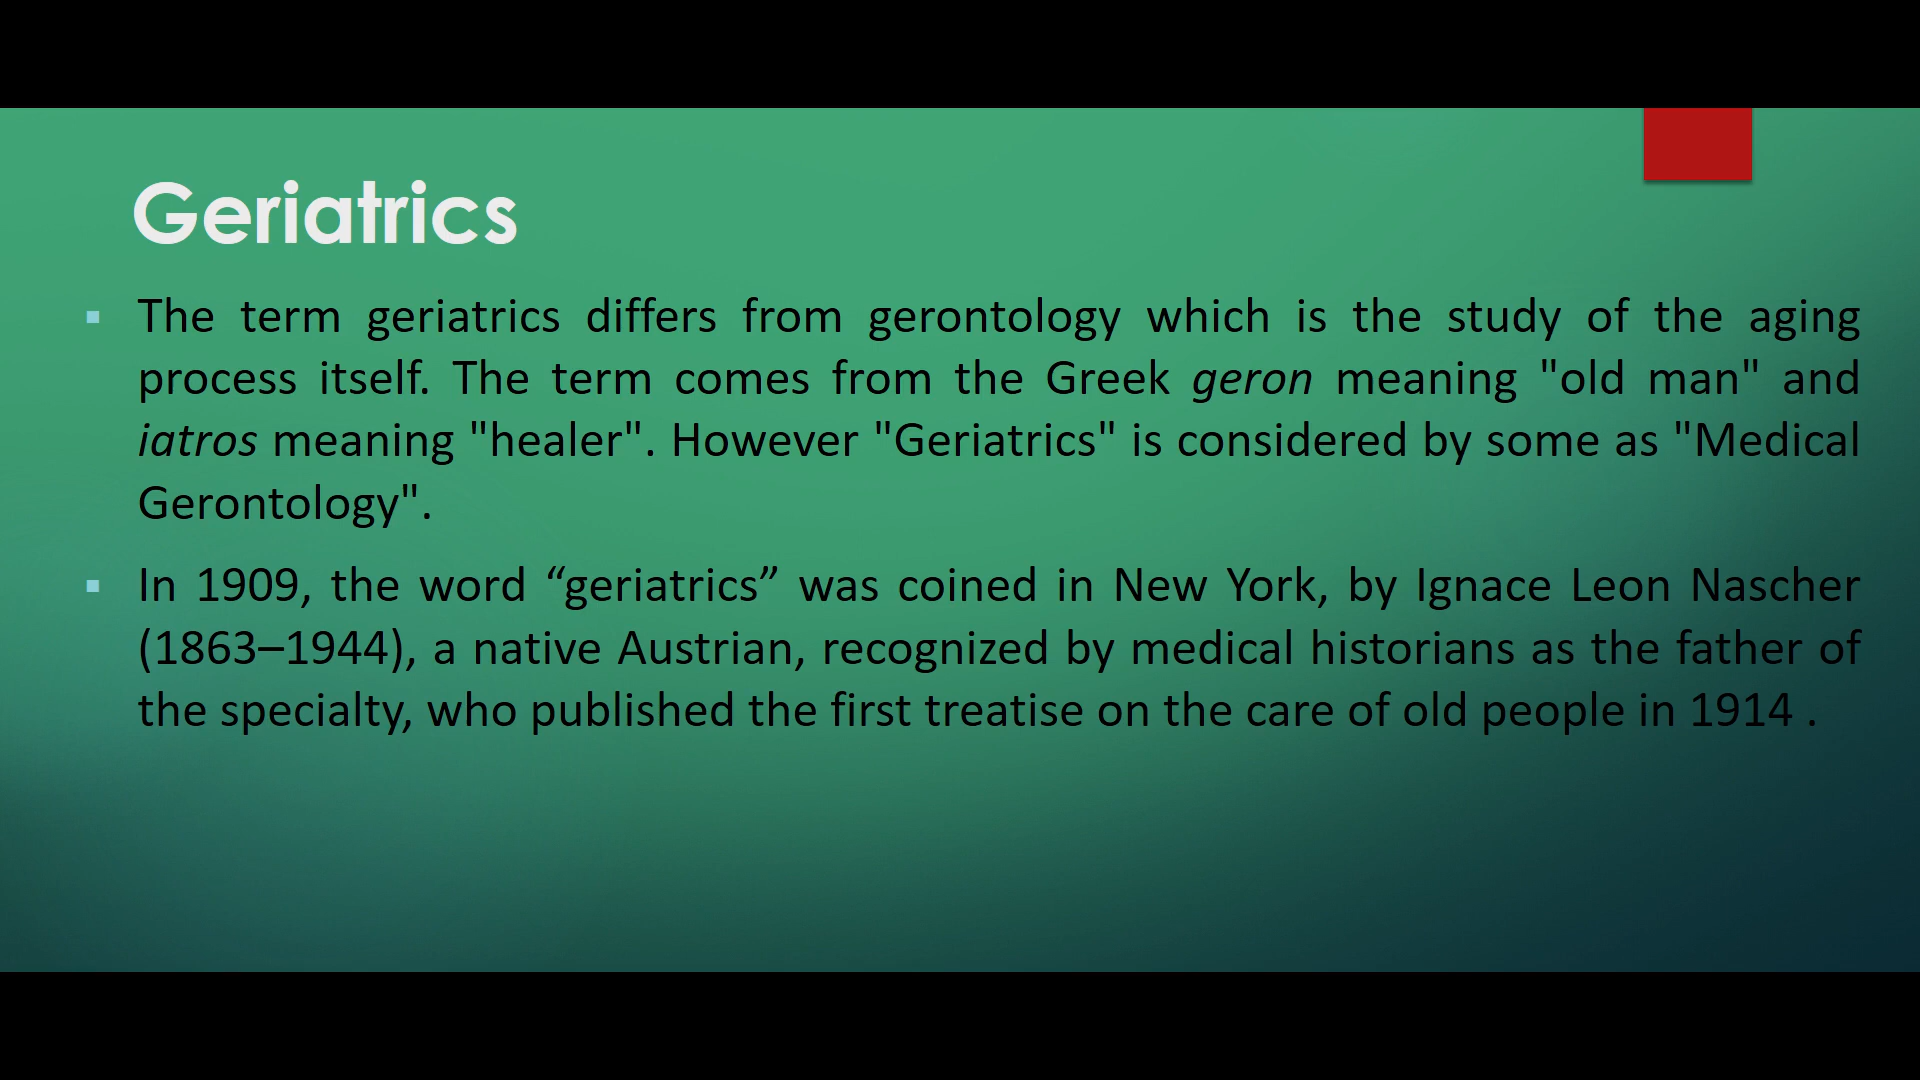 Geriatrics
▪ The term geriatrics differs from gerontology which is the study of the aging
process itself. The term comes from the Greek geron meaning "old man" and
iatros meaning "healer". However "Geriatrics" is considered by some as "Medical
Gerontology".
▪ In 1909, the word “geriatrics” was coined in New York, by Ignace Leon Nascher
(1863–1944), a native Austrian, recognized by medical historians as the father of
the specialty, who published the first treatise on the care of old people in 1914 .